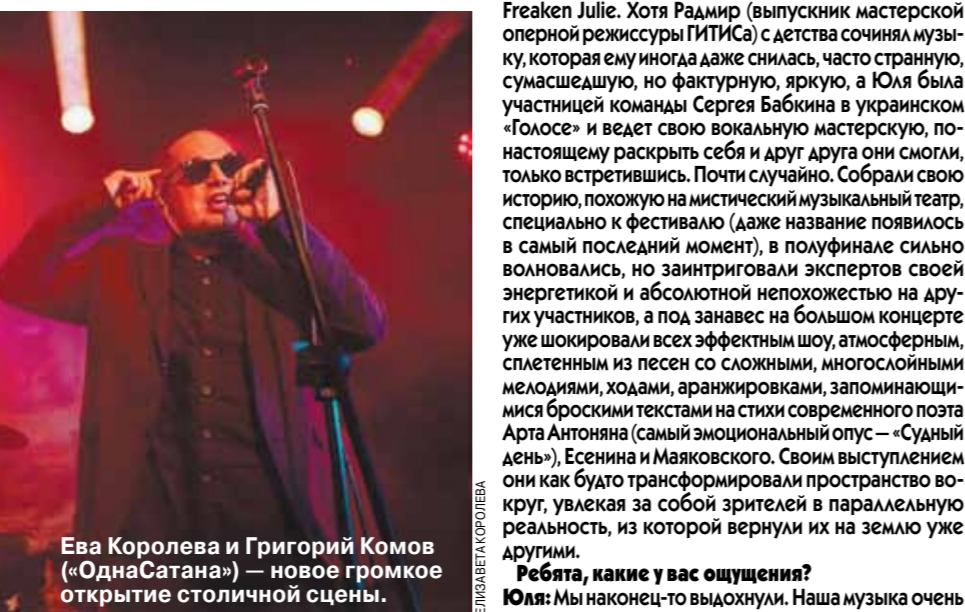 Ева Королева и Григорий Комов
(«ОднаСатана») — новое громкое
открытие столичной сцены.
ЕЛИЗАВЕТА КОРОЛЕВА
Freaken Julie. Хотя Радмир (выпускник мастерской
оперной режиссуры ГИТИСа) с детства сочинял музы-
ку, которая ему иногда даже снилась, часто странную,
сумасшедшую, но фактурную, яркую, а Юля была
участницей команды Сергея Бабкина в украинском
«Голосе» и ведет свою вокальную мастерскую, по-
настоящему раскрыть себя и друг друга они смогли,
только встретившись. Почти случайно. Собрали свою
историю, похожую на мистический музыкальный театр,
специально к фестивалю (даже название появилось
в самый последний момент), в полуфинале сильно
волновались, но заинтриговали экспертов своей
энергетикой и абсолютной непохожестью на дру-
гих участников, а под занавес на большом концерте
уже шокировали всех эффектным шоу, атмосферным,
сплетенным из песен со сложными, многослойными
мелодиями, ходами, аранжировками, запоминающи-
мися броскими текстами на стихи современного поэта
Арта Антоняна (самый эмоциональный опус — «Судный
день»), Есенина и Маяковского. Своим выступлением
они как будто трансформировали пространство во-
круг, увлекая за собой зрителей в параллельную
реальность, из которой вернули их на землю уже
другими.
Ребята, какие у вас ощущения?
Юля: Мы наконец-то выдохнули. Наша музыка очень